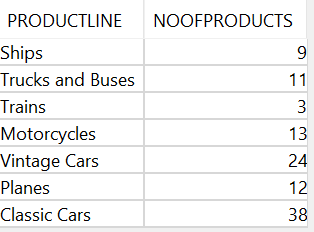 PRODUCTLINE NOOFPRODUCTS
Ships 9
Trucks and Buses 11
Trains 3
Motorcycles 13
Vintage Cars 24
Planes 12
Classic Cars 38